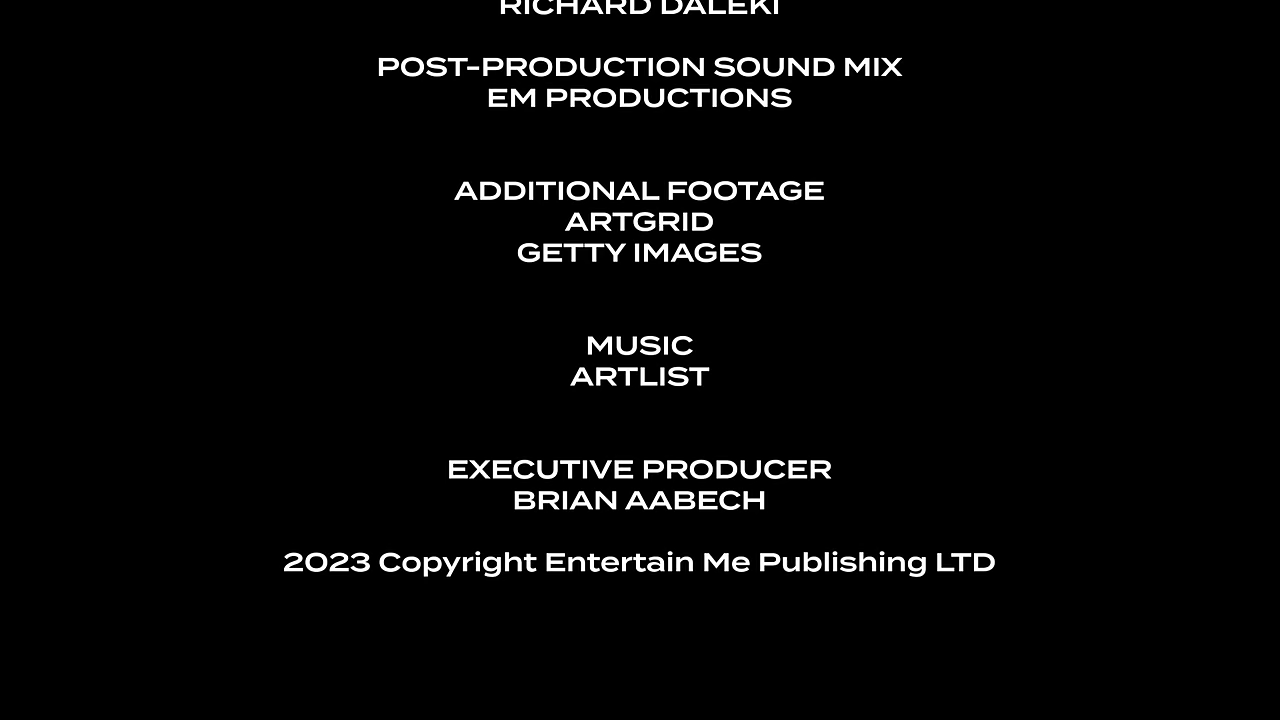 RICHARD DALEKI
POST-PRODUCTION SOUND MIX
EM PRODUCTIONS
ADDITIONAL FOOTAGE
ARTGRID
GETTY IMAGES
MUSIC
ARTLIST
EXECUTIVE PRODUCER
BRIAN AABECH
2023 Copyright Entertain Me Publishing LTD